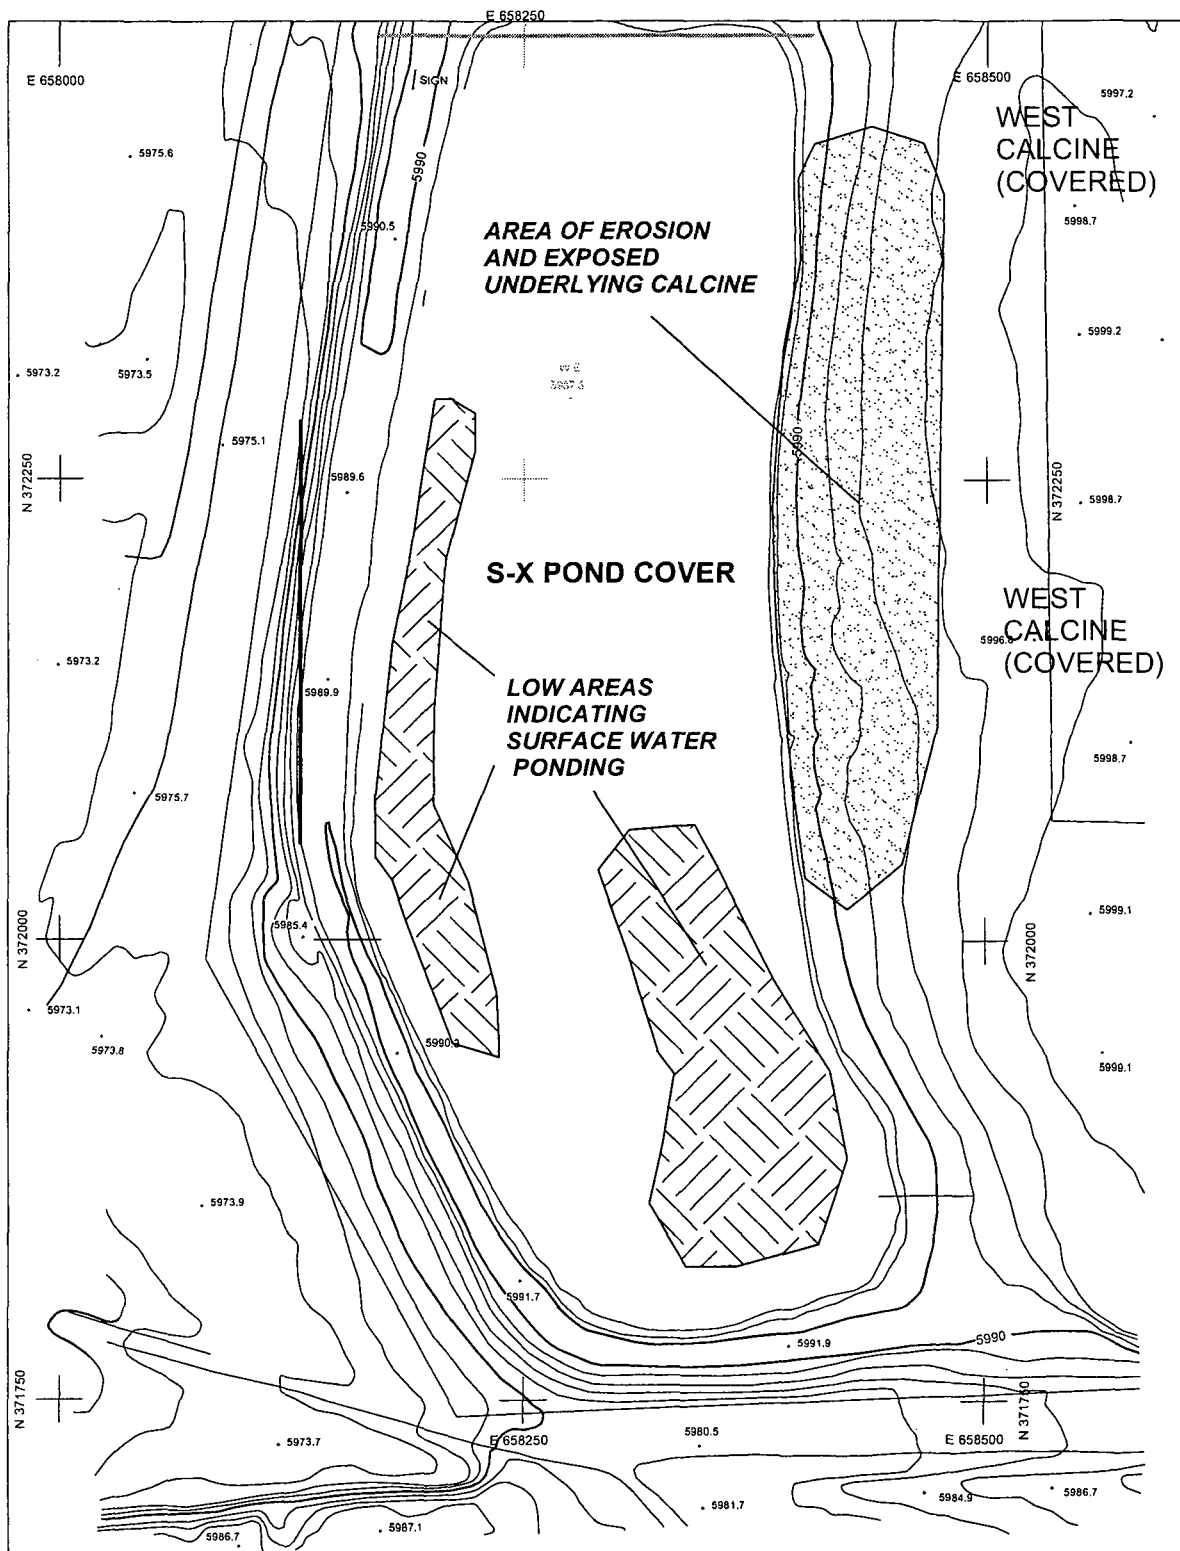 E 658250
E 658000
SIGN
E 658500
5997.2
WEST
CALCINE
(COVERED)
5975.6
5990
5998.7
5990.5
AREA OF EROSION
AND EXPOSED
UNDERLYING CALCINE
5999.2
5973.2
5973.5
5975.1
5990
N 372250
5989.6
N 372250
5998.7
S-X POND COVER
WEST
CALCINE
(COVERED)
5973.2
5989.9
LOW AREAS
INDICATING
SURFACE WATER
PONDING
5998.7
5975.7
5999.1
5985.4
N 372000
N 372000
5973.1
5973.8
5990.3
5999.1
5973.9
5991.7
5991.9
5990
N 371750
N 371750
5973.7
E 658250
5980.5
E 658500
5981.7
5984.9
5986.7
5986.7
5987.1